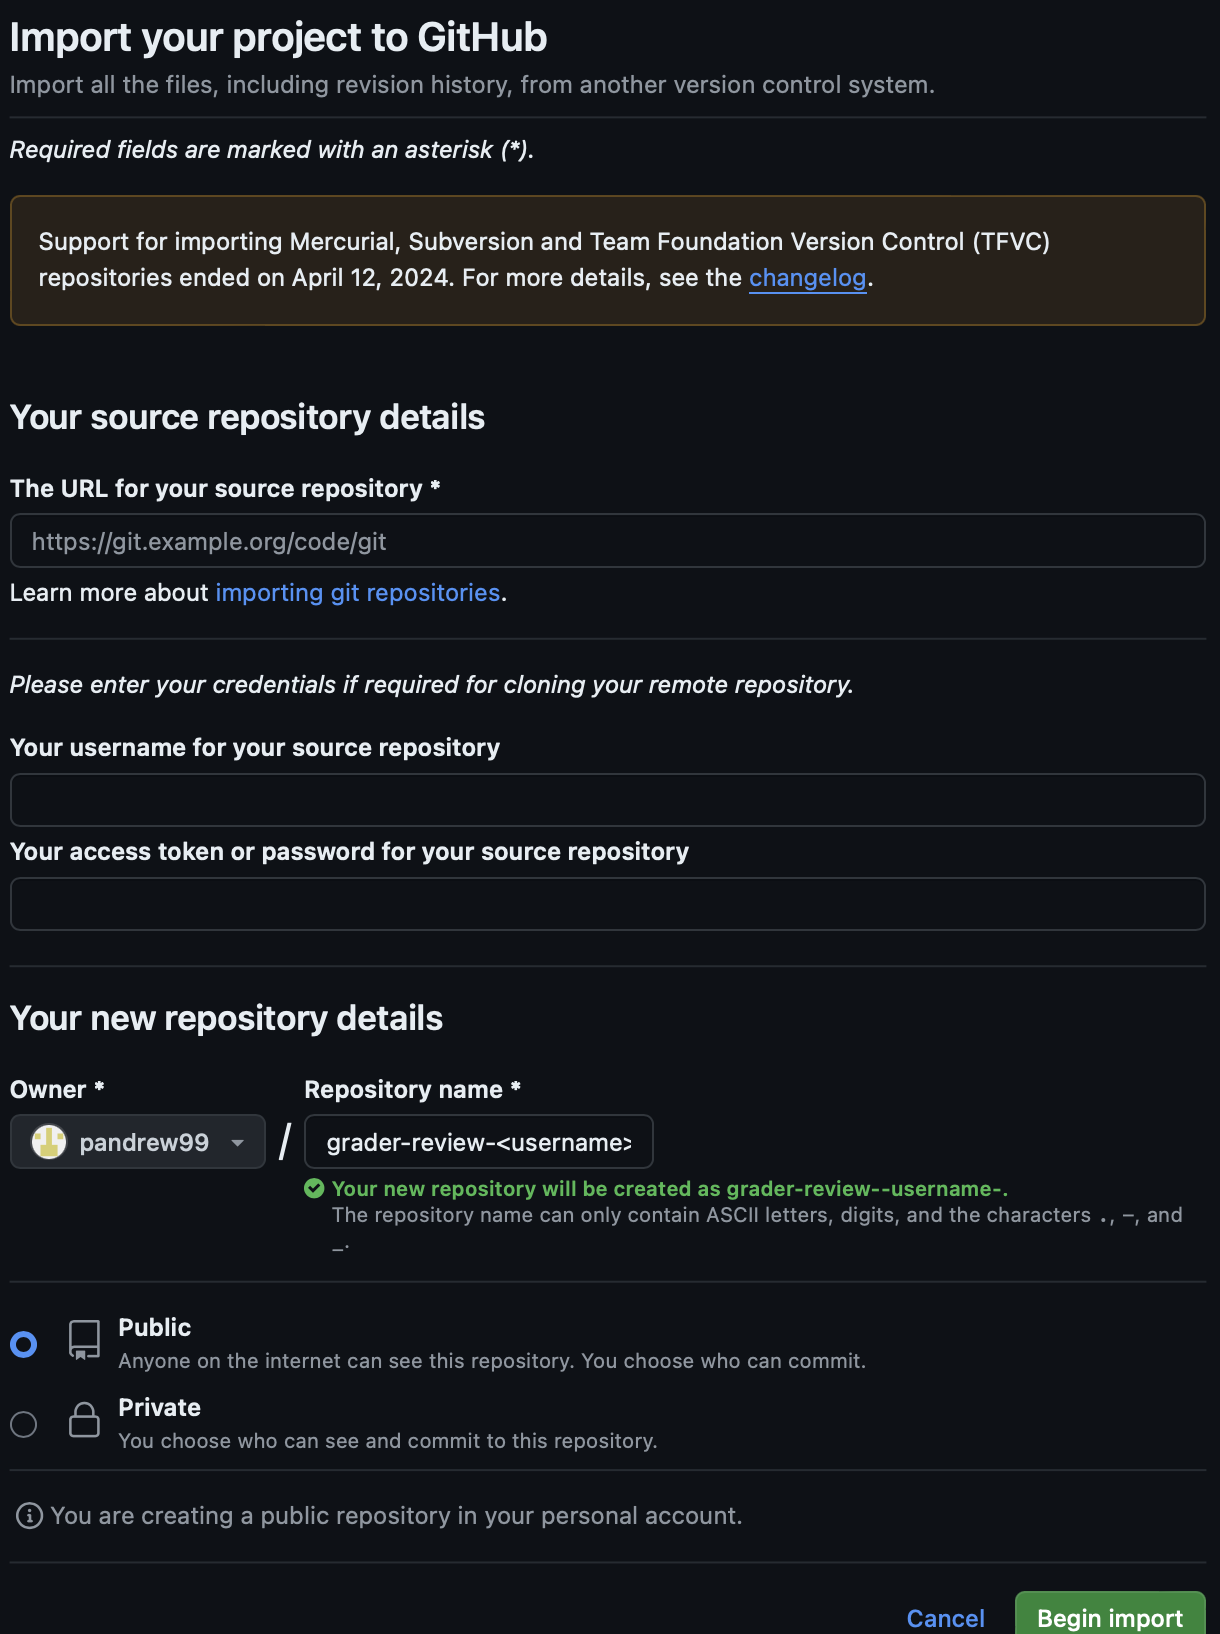 Import your project to GitHub
Import all the files, including revision history, from another version control system.
Required fields are marked with an asterisk (*).
Support for importing Mercurial, Subversion and Team Foundation Version Control (TFVC)
repositories ended on April 12, 2024. For more details, see the changelog.
Your source repository details
The URL for your source repository *
https://git.example.org/code/git
Learn more about importing git repositories.
Please enter your credentials if required for cloning your remote repository.
Your username for your source repository
Your access token or password for your source repository
Your new repository details
Owner * Repository name *
pandrew99 / grader-review-<username>
Your new repository will be created as grader-review--username-.
The repository name can only contain ASCII letters, digits, and the characters ., -, and
_.
Public
Anyone on the internet can see this repository. You choose who can commit.
Private
You choose who can see and commit to this repository.
You are creating a public repository in your personal account.
Cancel Begin import